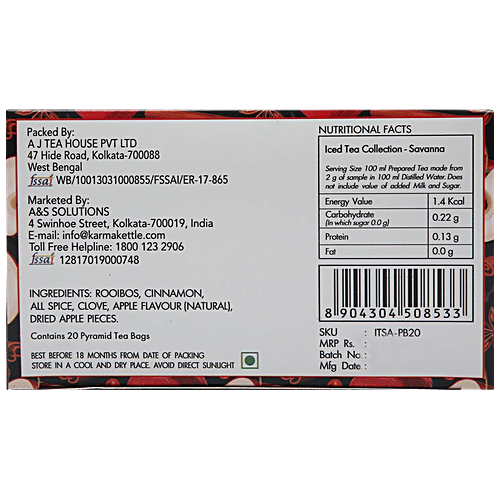 Packed By:
A J TEA HOUSE PVT LTD
47 Hide Road, Kolkata-700088
West Bengal
fssai WB/10013031000855/FSSAI/ER-17-865
Marketed By:
A&S SOLUTIONS
4 Swinhoe Street, Kolkata-700019, India
E-mail: info@karmakettle.com
Toll Free Helpline: 1800 123 2906
fssai 12817019000748
INGREDIENTS: ROOIBOS, CINNAMON,
ALL SPICE, CLOVE, APPLE FLAVOUR (NATURAL),
DRIED APPLE PIECES.
Contains 20 Pyramid Tea Bags
BEST BEFORE 18 MONTHS FROM DATE OF PACKING
STORE IN A COOL AND DRY PLACE. AVOID DIRECT SUNLIGHT
NUTRITIONAL FACTS
Iced Tea Collection - Savanna
Serving Size 100 ml Prepared Tea made from
2 g of sample in 100 ml Distilled Water. Does
not include value of added Milk and Sugar.
Energy Value 1.4 Kcal
Carbohydrate 0.22 g
(In which sugar 0.0 g)
Protein 0.13 g
Fat 0.0 g
8 904304 508533
SKU : ITSA-PB20
MRP Rs. :
Batch No. :
Mfg Date :